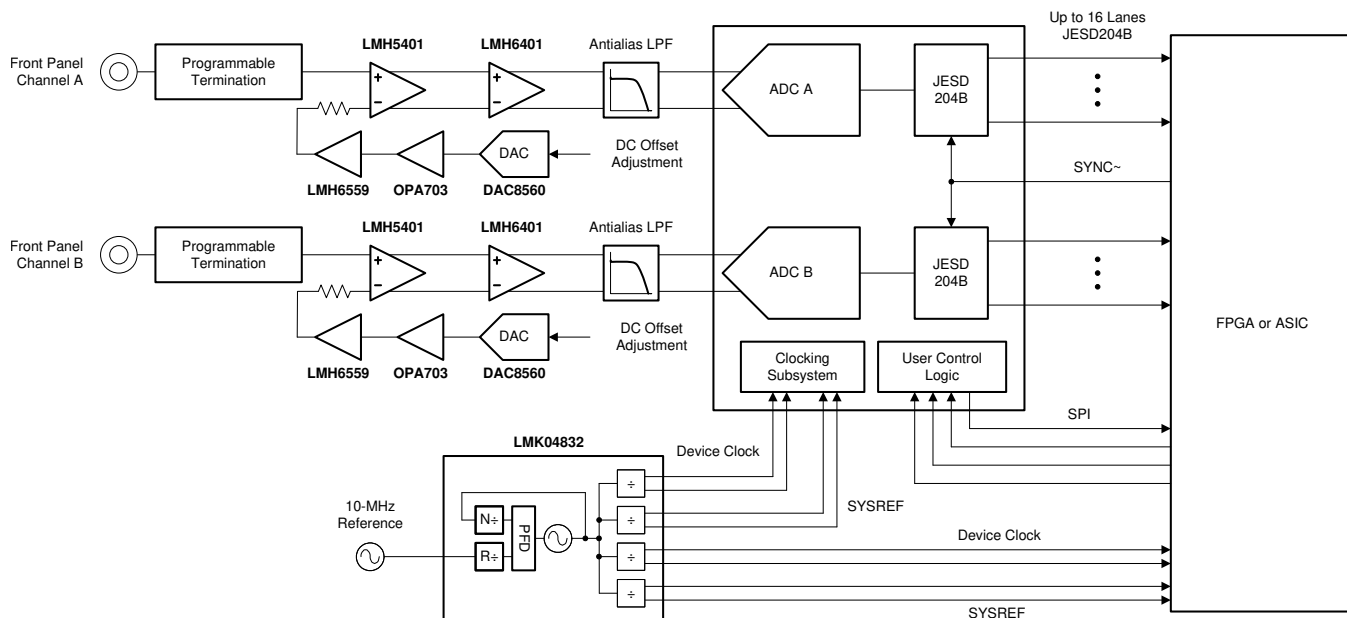 Up to 16 Lanes
JESD204B
LMH5401
LMH6401
Antialias LPF
Front Panel
Channel A
Programmable
Termination
+
−
+
−
ADC A
JESD
204B
DAC
DC Offset
Adjustment
LMH6559
OPA703
DAC8560
SYNC~
LMH5401
LMH6401
Antialias LPF
Front Panel
Channel B
Programmable
Termination
+
−
+
−
ADC B
JESD
204B
FPGA or ASIC
DAC
DC Offset
Adjustment
LMH6559
OPA703
DAC8560
Clocking
Subsystem
User Control
Logic
SPI
LMK04832
Device Clock
÷
10-MHz
Reference
N÷
R÷
PFD
÷
SYSREF
÷
Device Clock
÷
SYSREF